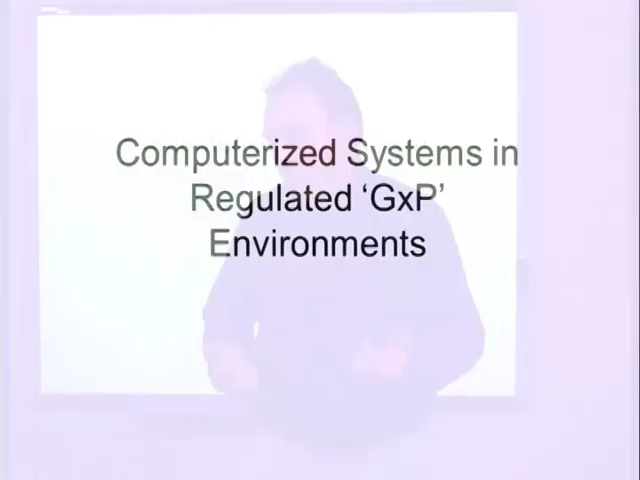 Computerized Systems in
Regulated ‘GxP’
Environments